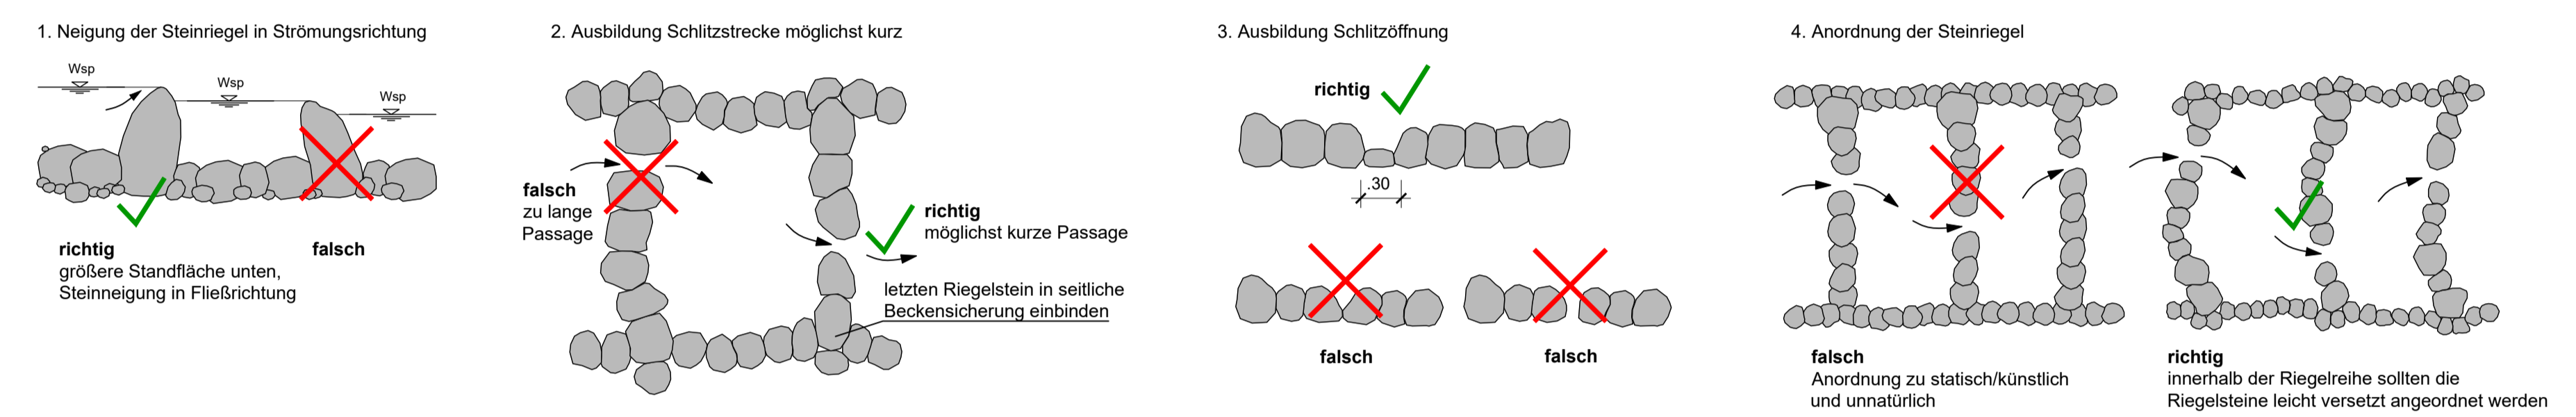 1. Neigung der Steinriegel in Strömungsrichtung
Wsp
Wsp
Wsp
richtig
größere Standfläche unten,
Steinneigung in Fließrichtung
falsch
2. Ausbildung Schlitzstrecke möglichst kurz
falsch
zu lange
Passage
richtig
möglichst kurze Passage
letzten Riegelstein in seitliche
Beckensicherung einbinden
3. Ausbildung Schlitzöffnung
richtig
.30
falsch
falsch
4. Anordnung der Steinriegel
falsch
Anordnung zu statisch/künstlich
und unnatürlich
richtig
innerhalb der Riegelreihe sollten die
Riegelsteine leicht versetzt angeordnet werden